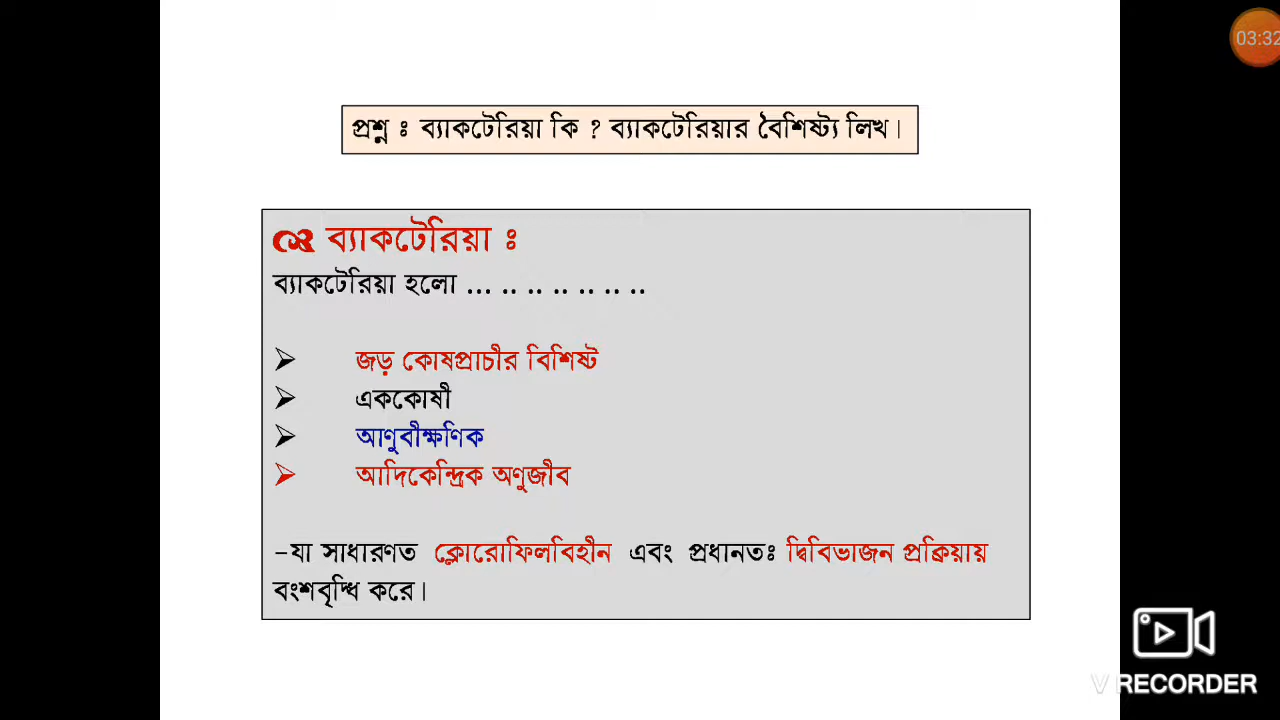 03:32
প্রশ্ন ঃ ব্যাকটেরিয়া কি ? ব্যাকটেরিয়ার বৈশিষ্ট্য লিখ।
ব্যাকটেরিয়া ঃ
ব্যাকটেরিয়া হলো ... .. .. .. .. .. ..
জড় কোষপ্রাচীর বিশিষ্ট
এককোষী
আণুবীক্ষণিক
আদিকেন্দ্রিক অণুজীব
-যা সাধারণত ক্লোরোফিলবিহীন এবং প্রধানতঃ দ্বিবিভাজন প্রক্রিয়ায়
বংশবৃদ্ধি করে।
V RECORDER